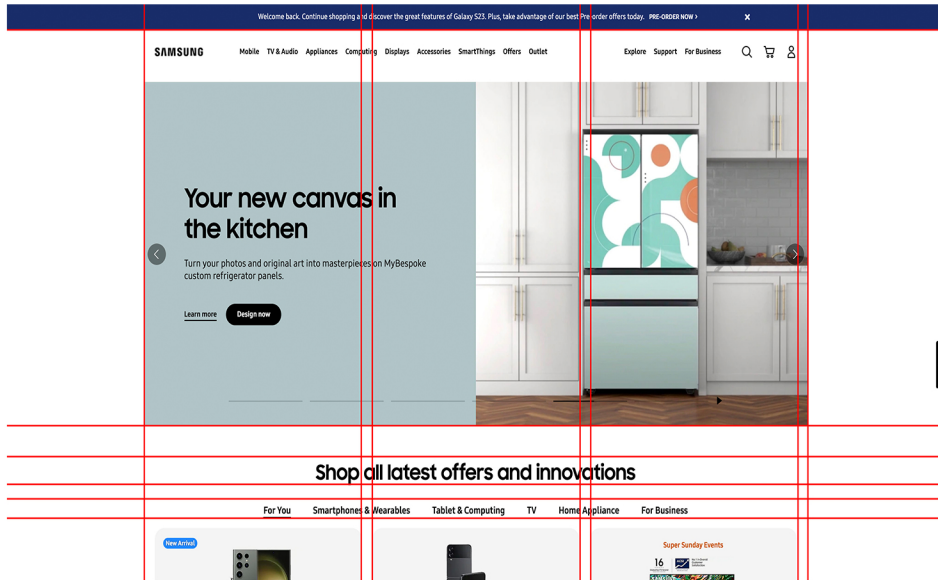 Welcome back. Continue shopping and discover the great features of Galaxy S23. Plus, take advantage of our best Pre-order offers today. PRE-ORDER NOW > X
SAMSUNG Mobile TV & Audio Appliances Computing Displays Accessories SmartThings Offers Outlet Explore Support For Business
Your new canvas in
the kitchen
Turn your photos and original art into masterpieces on MyBespoke
custom refrigerator panels.
Learn more Design now
Shop all latest offers and innovations
For You Smartphones & Wearables Tablet & Computing TV Home Appliance For Business
New Arrival
Super Sunday Events
16